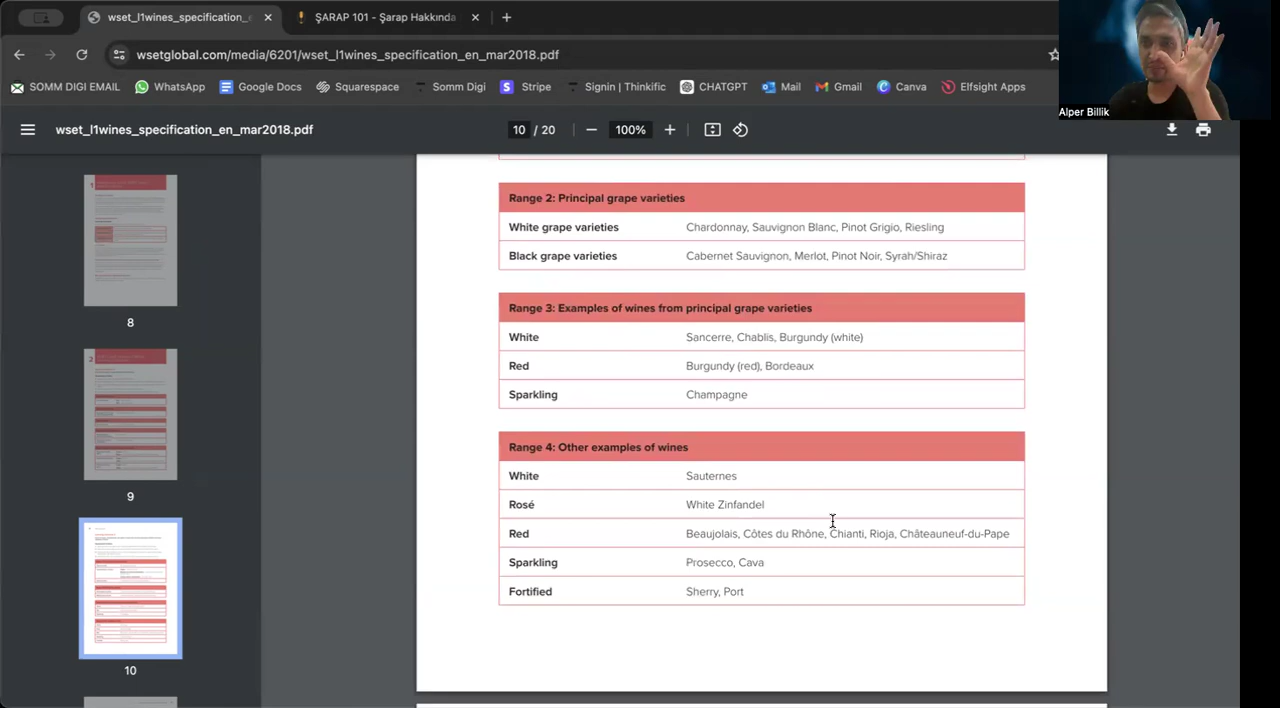 wset_l1wines_specification_e
ŞARAP 101 - Şarap Hakkında
wsetglobal.com/media/6201/wset_l1wines_specification_en_mar2018.pdf
SOMM DIGI EMAIL WhatsApp Google Docs Squarespace Somm Digi Stripe Signin | Thinkific CHATGPT Mail Gmail Canva Elfsight Apps
Alper Billik
wset_l1wines_specification_en_mar2018.pdf 10 / 20 100%
8
9
10
Range 2: Principal grape varieties
White grape varieties Chardonnay, Sauvignon Blanc, Pinot Grigio, Riesling
Black grape varieties Cabernet Sauvignon, Merlot, Pinot Noir, Syrah/Shiraz
Range 3: Examples of wines from principal grape varieties
White Sancerre, Chablis, Burgundy (white)
Red Burgundy (red), Bordeaux
Sparkling Champagne
Range 4: Other examples of wines
White Sauternes
Rosé White Zinfandel
Red Beaujolais, Côtes du Rhône, Chianti, Rioja, Châteauneuf-du-Pape
Sparkling Prosecco, Cava
Fortified Sherry, Port